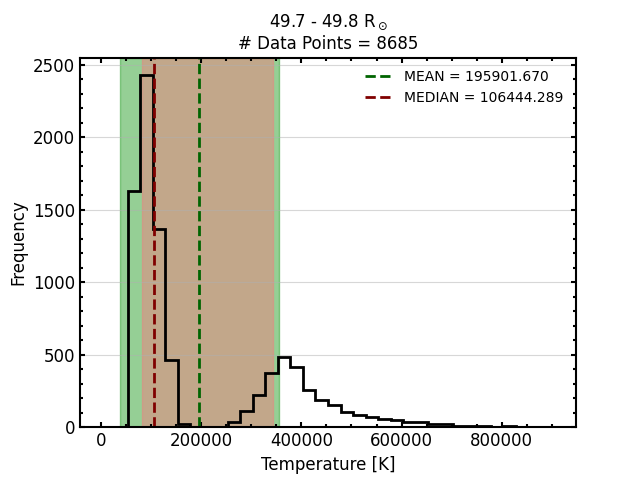 49.7 - 49.8 R⊙
# Data Points = 8685
MEAN = 195901.670
MEDIAN = 106444.289
Frequency
2500
2000
1500
1000
500
0
0 200000 400000 600000 800000
Temperature [K]